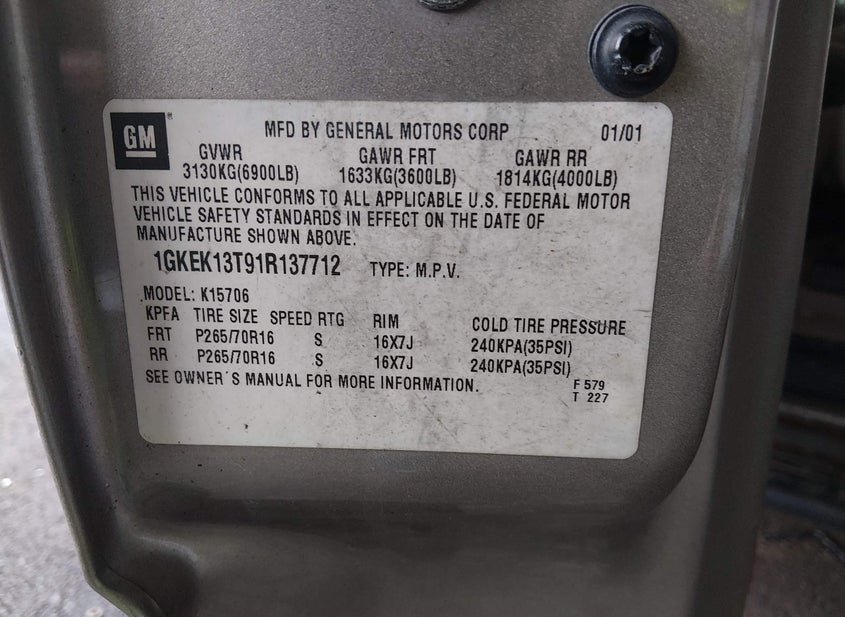 GM
MFD BY GENERAL MOTORS CORP 01/01
GVWR GAWR FRT GAWR RR
3130KG(6900LB) 1633KG(3600LB) 1814KG(4000LB)
THIS VEHICLE CONFORMS TO ALL APPLICABLE U.S. FEDERAL MOTOR
VEHICLE SAFETY STANDARDS IN EFFECT ON THE DATE OF
MANUFACTURE SHOWN ABOVE.
1GKEK13T91R137712 TYPE: M.P.V.
MODEL: K15706
KPFA TIRE SIZE SPEED RTG RIM COLD TIRE PRESSURE
FRT P265/70R16 S 16X7J 240KPA(35PSI)
RR P265/70R16 S 16X7J 240KPA(35PSI)
SEE OWNER'S MANUAL FOR MORE INFORMATION. F 579
T 227